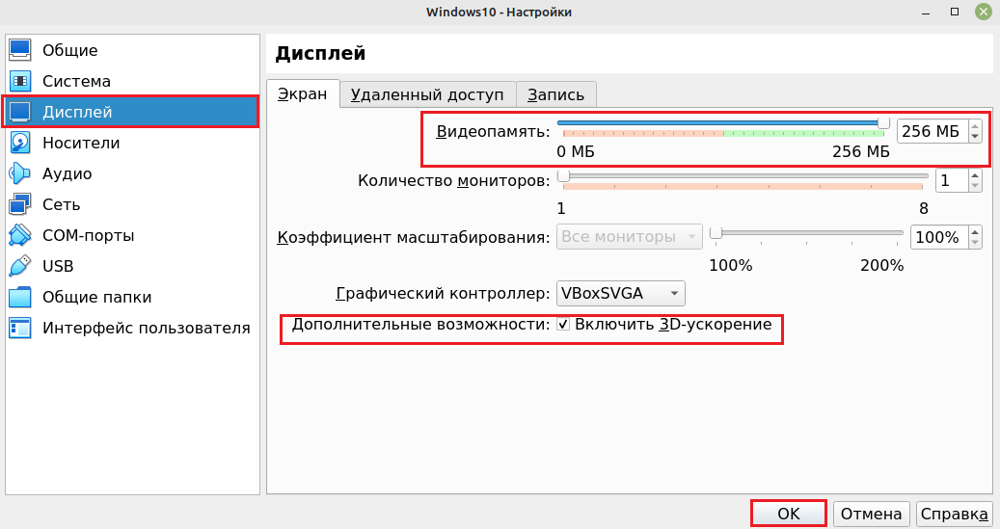 Windows10 - Настройки
Общие
Система
Дисплей
Носители
Аудио
Сеть
COM-порты
USB
Общие папки
Интерфейс пользователя
Дисплей
Экран Удаленный доступ Запись
Видеопамять: 256 МБ
0 МБ 256 МБ
Количество мониторов: 1
1 8
Коэффициент масштабирования: Все мониторы 100%
100% 200%
Графический контроллер: VBoxSVGA
Дополнительные возможности: Включить 3D-ускорение
OK Отмена Справка